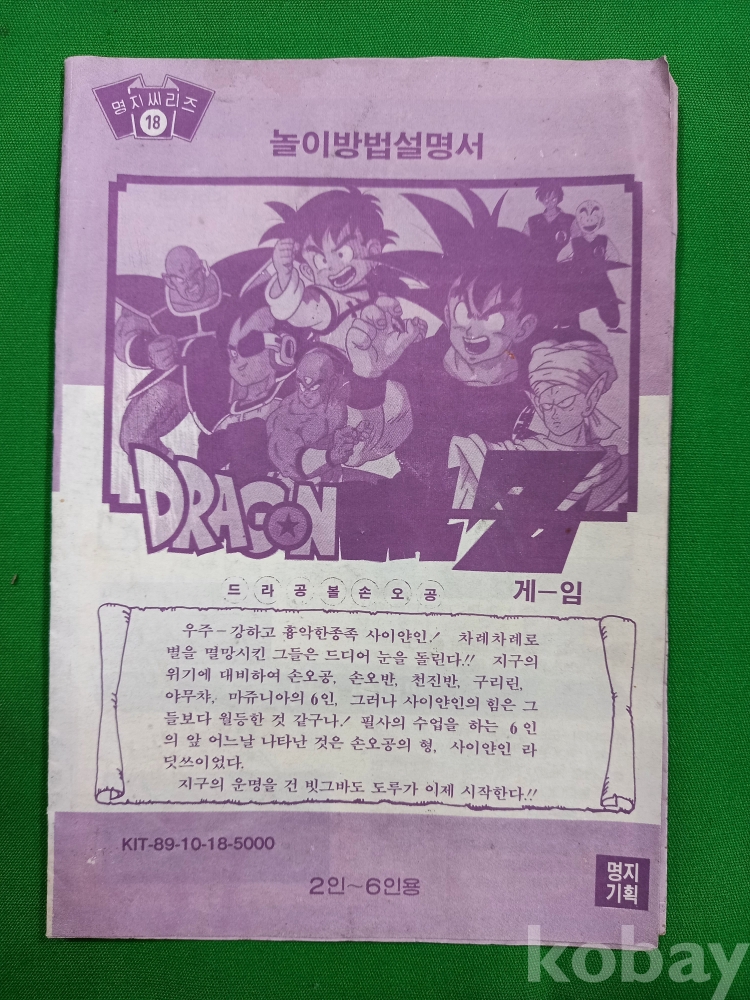 명지씨리즈
18
놀이방법설명서
DRAGON Z
드라공볼손오공 게-임
우주-강하고 흉악한종족 사이얀인! 차례차례로
별을 멸망시킨 그들은 드디어 눈을 돌린다!! 지구의
위기에 대비하여 손오공, 손오반, 천진반, 구리린,
야무챠, 마쥬니아의 6인, 그러나 사이얀인의 힘은 그
들보다 월등한 것 같구나! 필사의 수업을 하는 6인
의 앞 어느날 나타난 것은 손오공의 형, 사이얀인 라
딧쓰이었다.
지구의 운명을 건 빗그바도 도루가 이제 시작한다!!
KIT-89-10-18-5000
2인~6인용
명지
기획
kobay